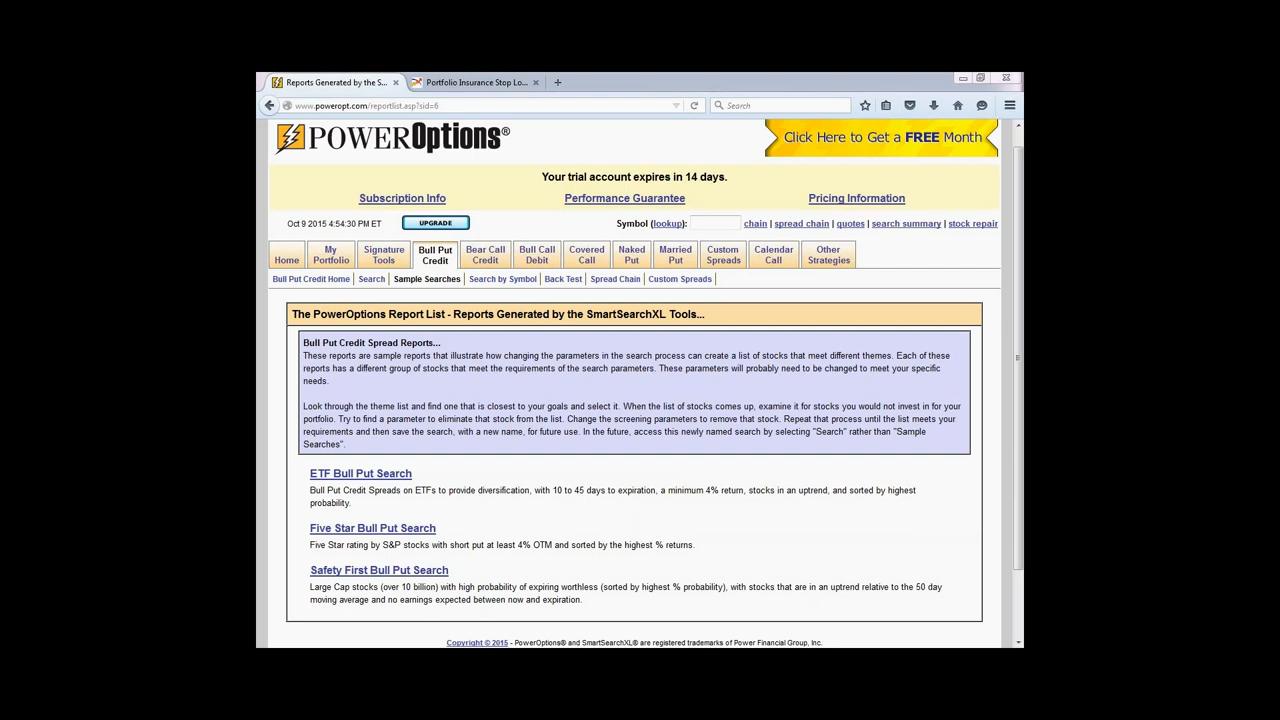 Reports Generated by the S...
Portfolio Insurance Stop Lo...
www.poweropt.com/reportlist.asp?sid=6
Search
POWEROptions®
Click Here to Get a FREE Month
Your trial account expires in 14 days.
Subscription Info
Performance Guarantee
Pricing Information
Oct 9 2015 4:54:30 PM ET
UPGRADE
Symbol (lookup):
chain | spread chain | quotes | search summary | stock repair
Home
My Portfolio
Signature Tools
Bull Put Credit
Bear Call Credit
Bull Call Debit
Covered Call
Naked Put
Married Put
Custom Spreads
Calendar Call
Other Strategies
Bull Put Credit Home | Search | Sample Searches | Search by Symbol | Back Test | Spread Chain | Custom Spreads |
The PowerOptions Report List - Reports Generated by the SmartSearchXL Tools...
Bull Put Credit Spread Reports...
These reports are sample reports that illustrate how changing the parameters in the search process can create a list of stocks that meet different themes. Each of these
reports has a different group of stocks that meet the requirements of the search parameters. These parameters will probably need to be changed to meet your specific
needs.
Look through the theme list and find one that is closest to your goals and select it. When the list of stocks comes up, examine it for stocks you would not invest in for your
portfolio. Try to find a parameter to eliminate that stock from the list. Change the screening parameters to remove that stock. Repeat that process until the list meets your
requirements and then save the search, with a new name, for future use. In the future, access this newly named search by selecting "Search" rather than "Sample
Searches".
ETF Bull Put Search
Bull Put Credit Spreads on ETFs to provide diversification, with 10 to 45 days to expiration, a minimum 4% return, stocks in an uptrend, and sorted by highest
probability.
Five Star Bull Put Search
Five Star rating by S&P stocks with short put at least 4% OTM and sorted by the highest % returns.
Safety First Bull Put Search
Large Cap stocks (over 10 billion) with high probability of expiring worthless (sorted by highest % probability), with stocks that are in an uptrend relative to the 50 day
moving average and no earnings expected between now and expiration.
Copyright © 2015 - PowerOptions® and SmartSearchXL® are registered trademarks of Power Financial Group, Inc.